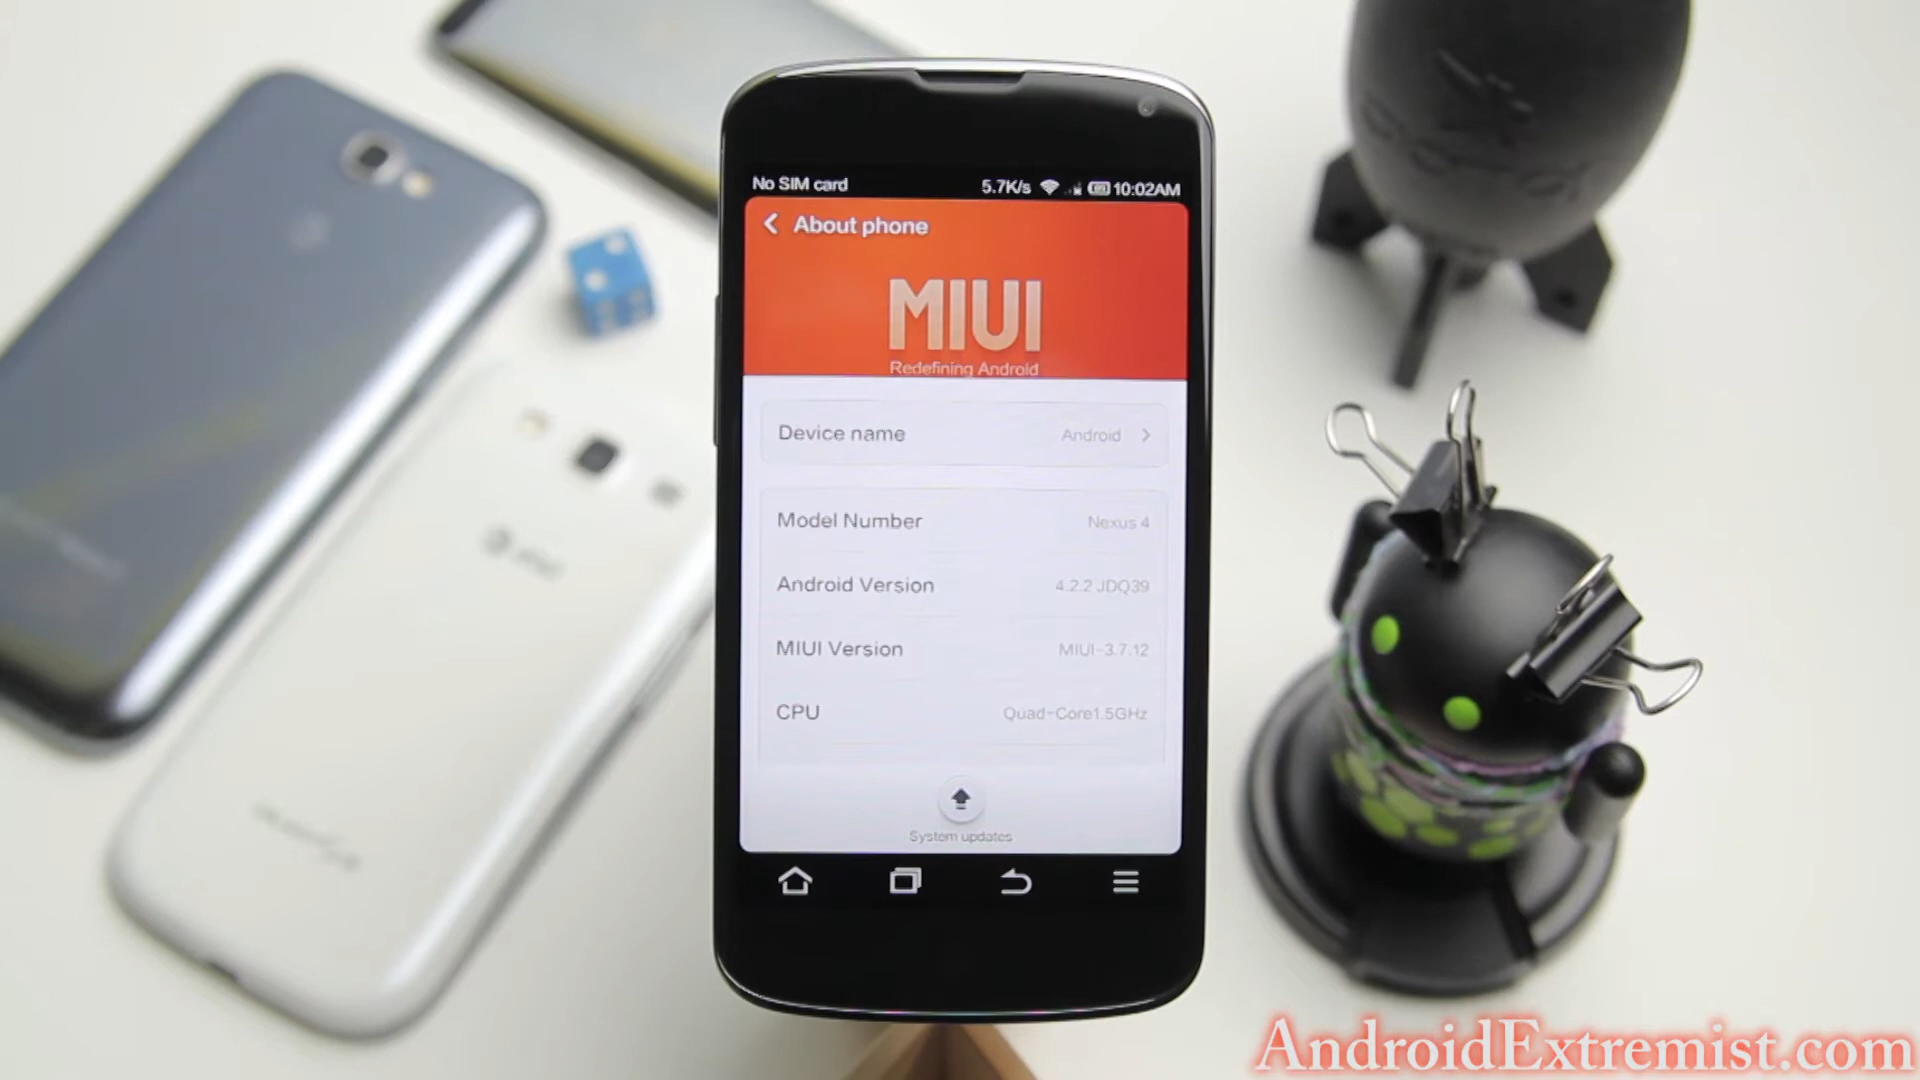 No SIM card 5.7K/s 10:02AM
About phone
MIUI
Redefining Android
Device name Android
Model Number Nexus 4
Android Version 4.2.2 JDQ39
MIUI Version MIUI-3.7.12
CPU Quad-Core1.5GHz
System updates
at&t
AndroidExtremist.com